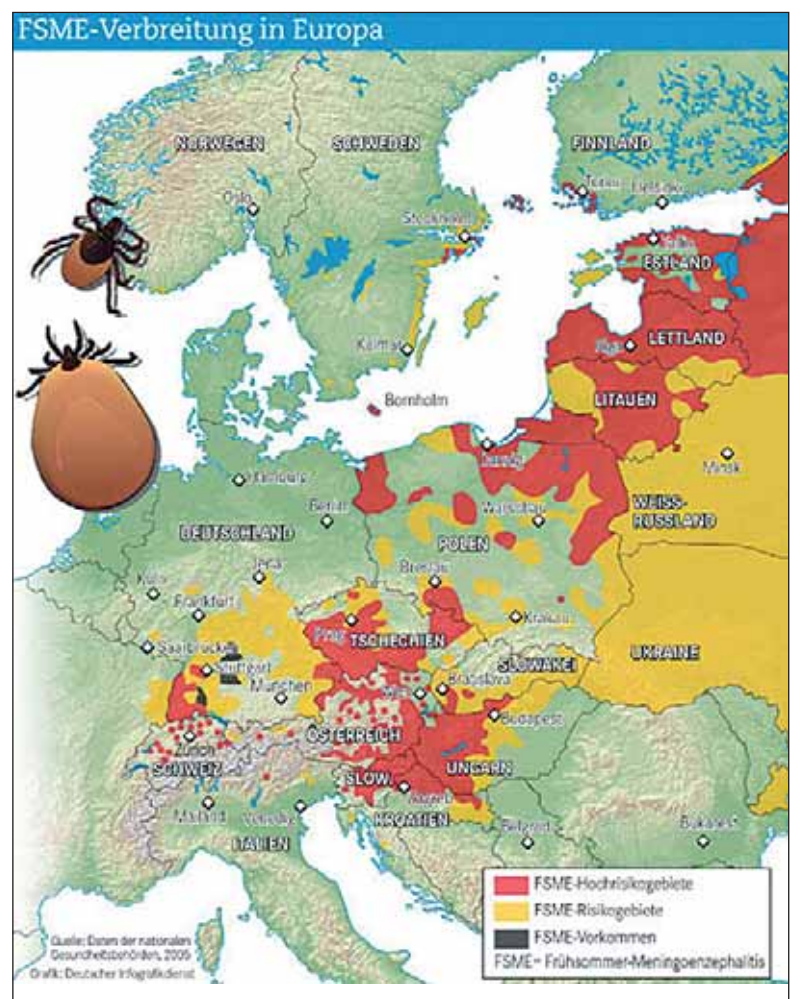 FSME-Verbreitung in Europa
NORWEGEN
SCHWEDEN
FINNLAND
Turku
Helsinki
Oslo
Stockholm
ESTLAND
Kalmar
Riga
LETTLAND
LITAUEN
Bornholm
Danzig
Minsk
Hamburg
Berlin
Warschau
WEISS-
RUSSLAND
DEUTSCHLAND
POLEN
Jena
Breslau
Köln
Frankfurt
Krakau
Prag
TSCHECHIEN
Saarbrücken
SLOWAKEI
UKRAINE
Stuttgart
München
Wien
Bratislava
Budapest
ÖSTERREICH
Zürich
SCHWEIZ
UNGARN
SLOW.
Zagreb
Mailand
Venedig
KROATIEN
Belgrad
Bukarest
ITALIEN
FSME-Hochrisikogebiete
FSME-Risikogebiete
FSME-Vorkommen
FSME= Frühsommer-Meningoenzephalitis
Quelle: Daten der nationalen
Gesundheitsbehörden, 2005
Grafik: Deutscher Infografikdienst